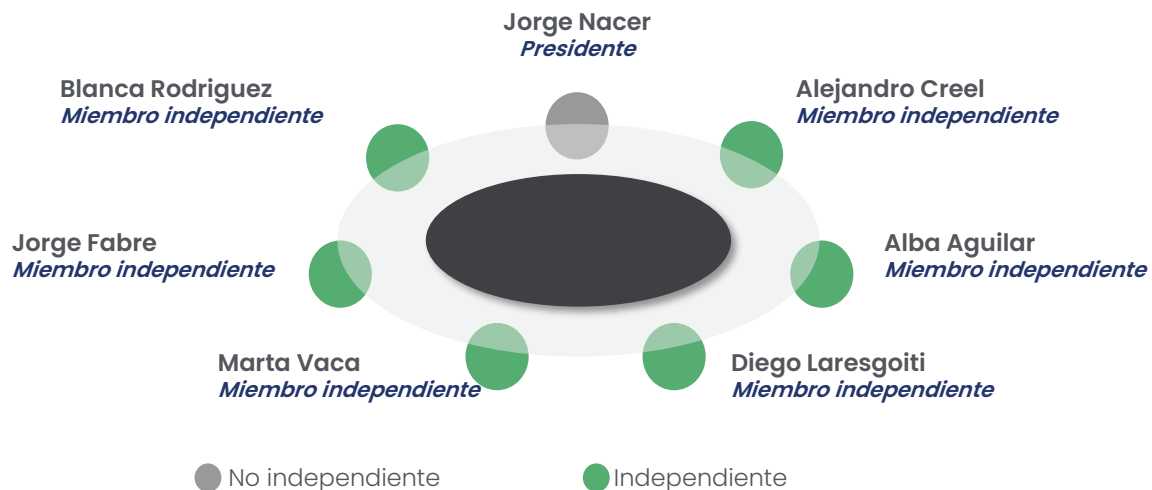 Jorge Nacer
Presidente
Blanca Rodriguez
Miembro independiente
Alejandro Creel
Miembro independiente
Jorge Fabre
Miembro independiente
Alba Aguilar
Miembro independiente
Marta Vaca
Miembro independiente
Diego Laresgoiti
Miembro independiente
No independiente
Independiente